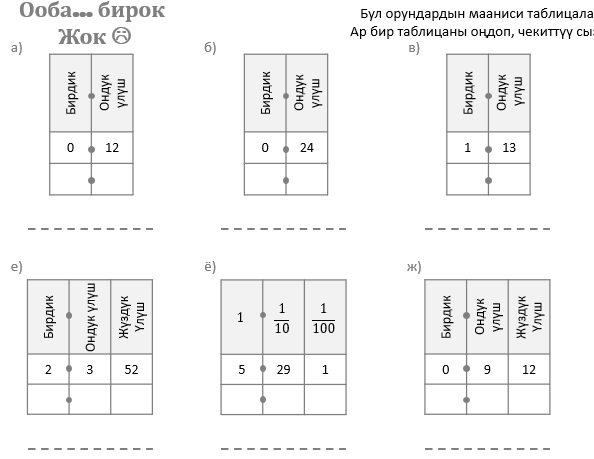 Ооба... бирок
Жок ☹
Бул орундардын мааниси таблицала
Ар бир таблицаны оңдоп, чекиттүү сыз
а)
Бирдик
Ондук үлүш
0 12
б)
Бирдик
Ондук үлүш
0 24
в)
Бирдик
Ондук үлүш
1 13
е)
Бирдик
Ондук үлүш
Жүздүк Үлүш
2 3 52
ё)
1 1/10 1/100
5 29 1
ж)
Бирдик
Ондук үлүш
Жүздүк Үлүш
0 9 12